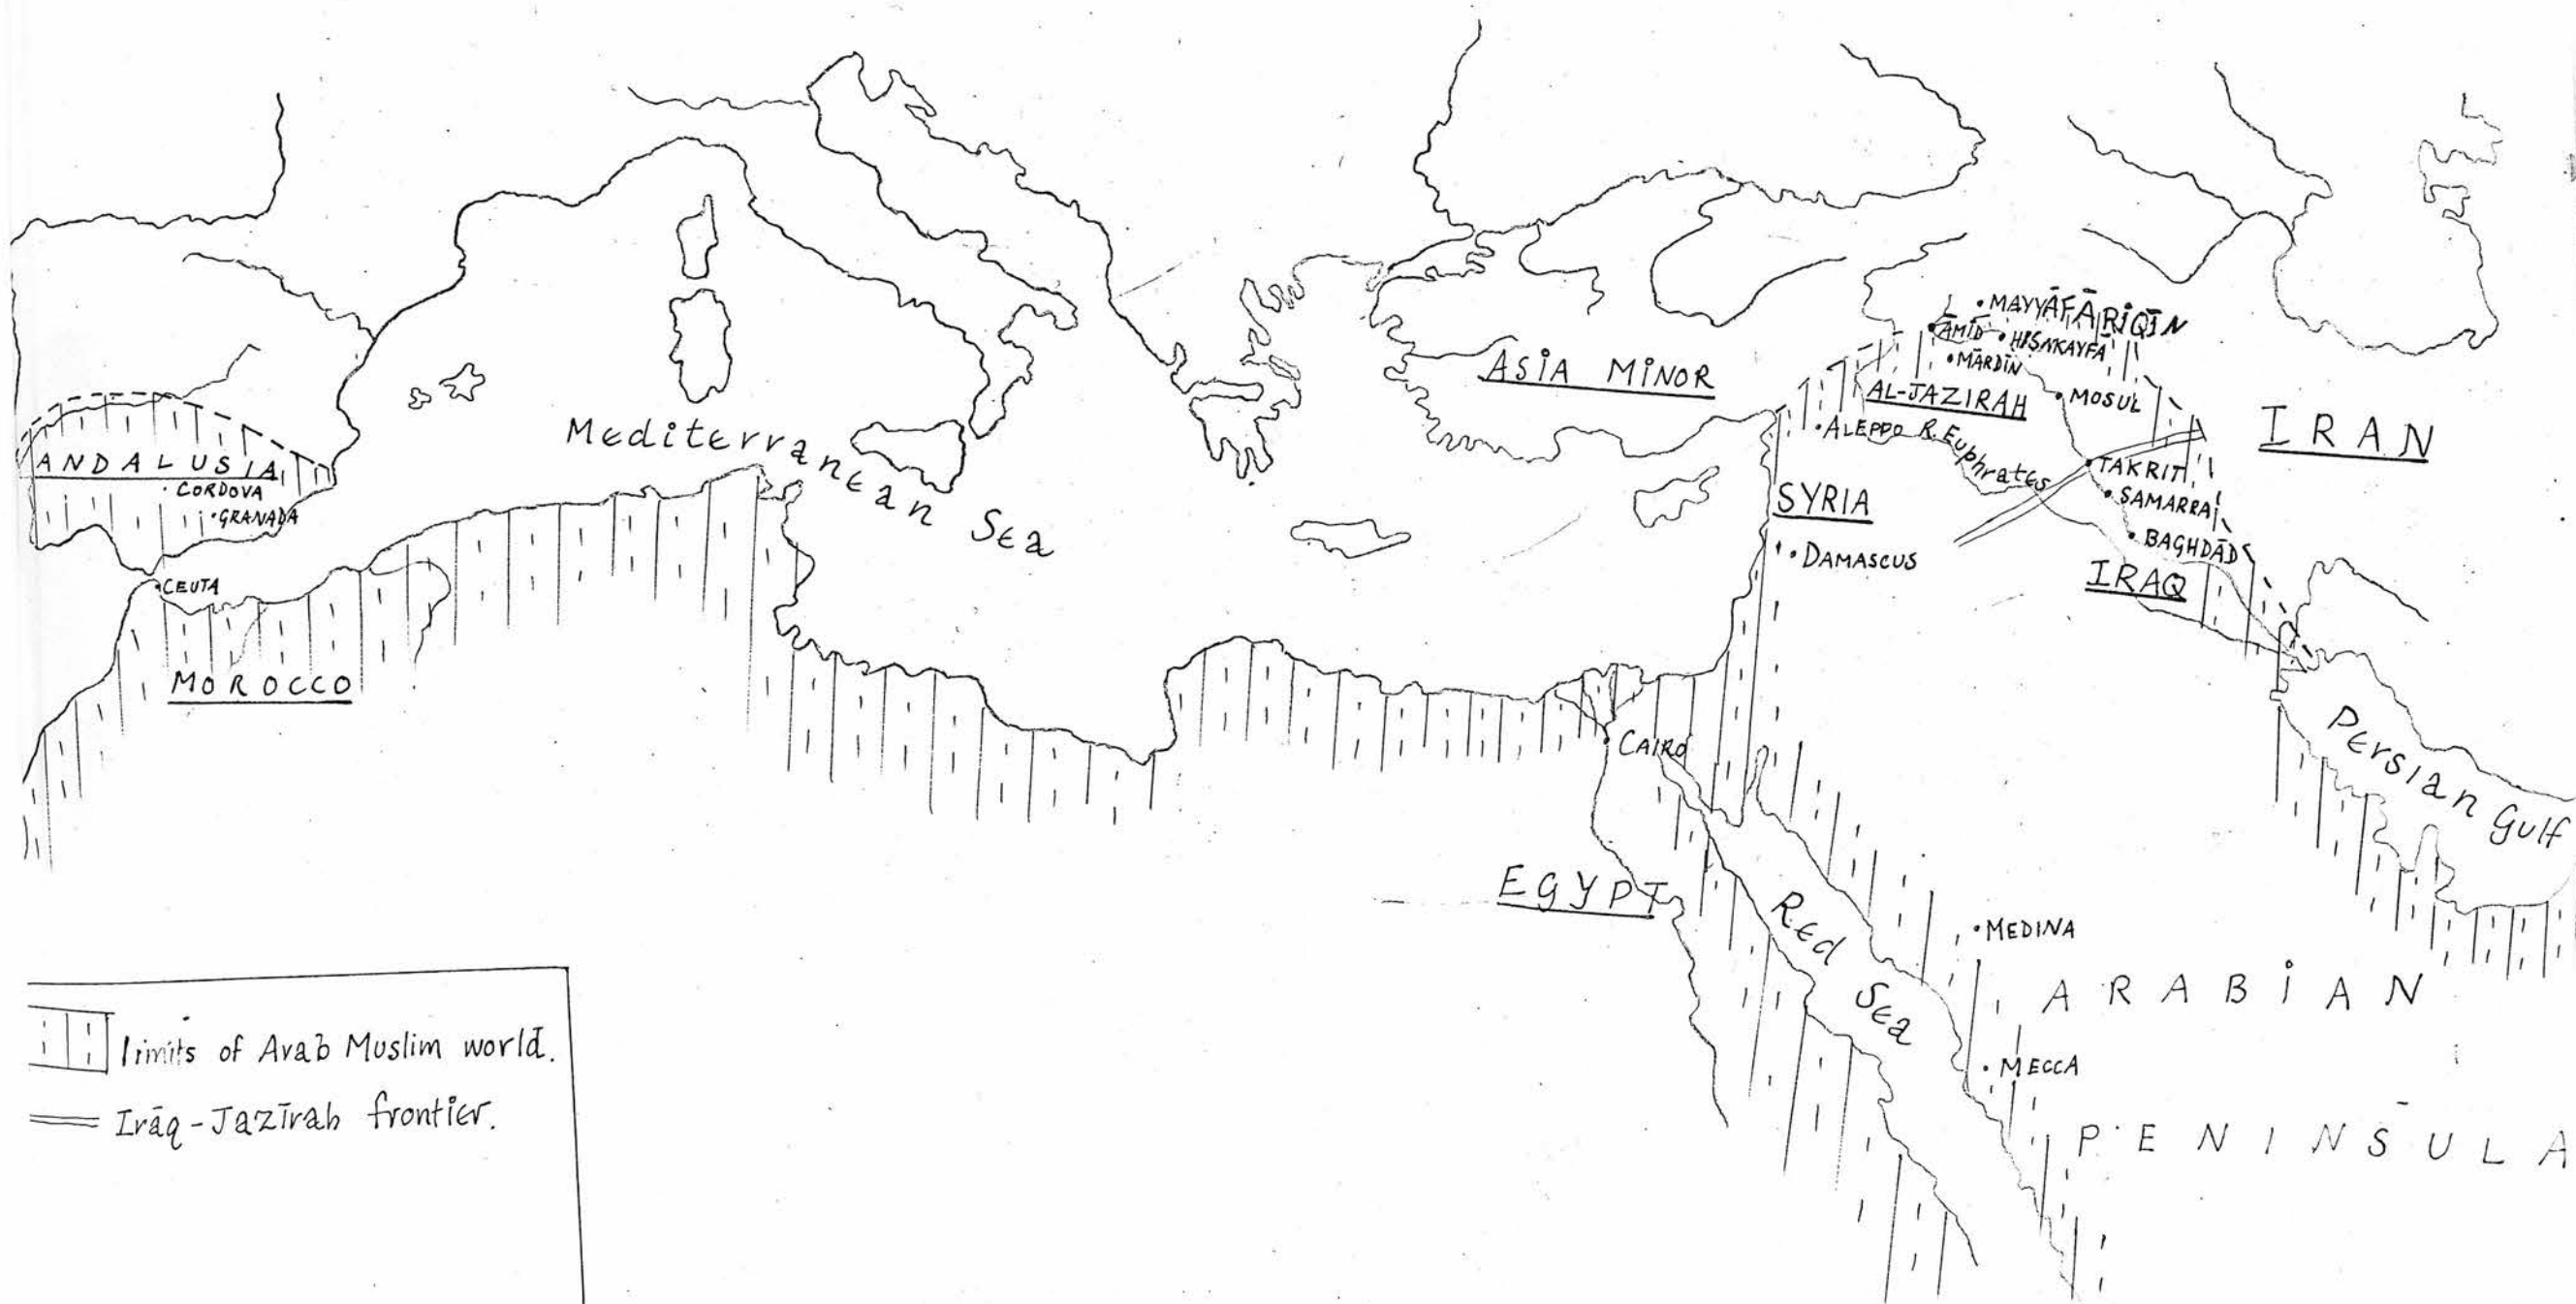 MAYYĀFĀRIQĪN
ĀMĪD
HISNKAYFĀ
MĀRDĪN
ASIA MINOR
AL-JAZIRAH
MOSUL
IRAN
ALEPPO
R. Euphrates
Mediterranean Sea
ANDALUSIA
CORDOVA
GRANADA
TAKRIT
SAMARRA
SYRIA
BAGHDĀD
DAMASCUS
IRAQ
CEUTA
MOROCCO
CAIRO
Persian Gulf
EGYPT
Red Sea
MEDINA
ARABIAN
MECCA
PENINSULA
limits of Arab Muslim world.
Irāq-Jazīrah frontier.